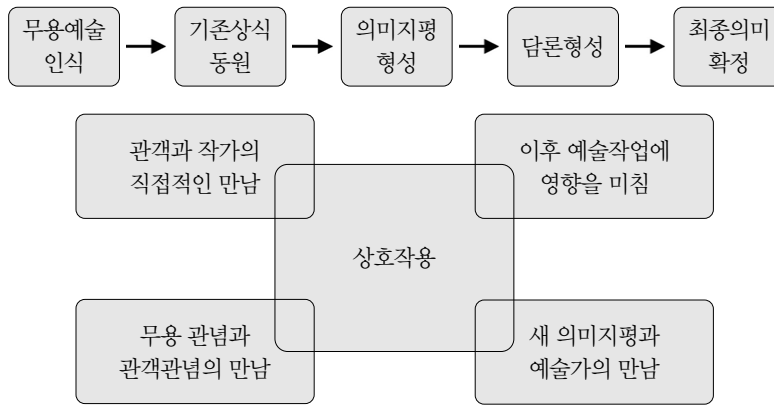 무용예술
인식
기존상식
동원
의미지평
형성
담론형성
최종의미
확정
관객과 작가의
직접적인 만남
이후 예술작업에
영향을 미침
상호작용
무용 관념과
관객관념의 만남
새 의미지평과
예술가의 만남